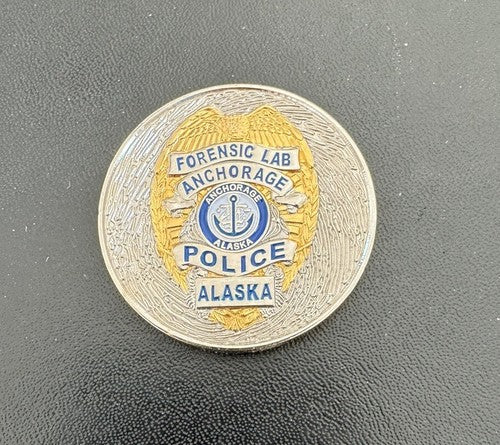 FORENSIC LAB
ANCHORAGE
ANCHORAGE
ALASKA
POLICE
ALASKA